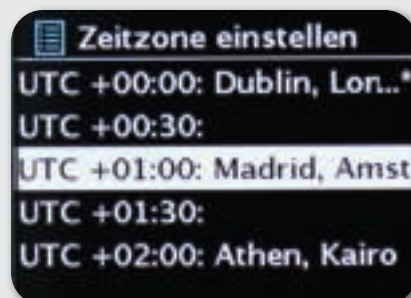 Zeitzone einstellen
UTC +00:00: Dublin, Lon...*
UTC +00:30:
UTC +01:00: Madrid, Amst
UTC +01:30:
UTC +02:00: Athen, Kairo